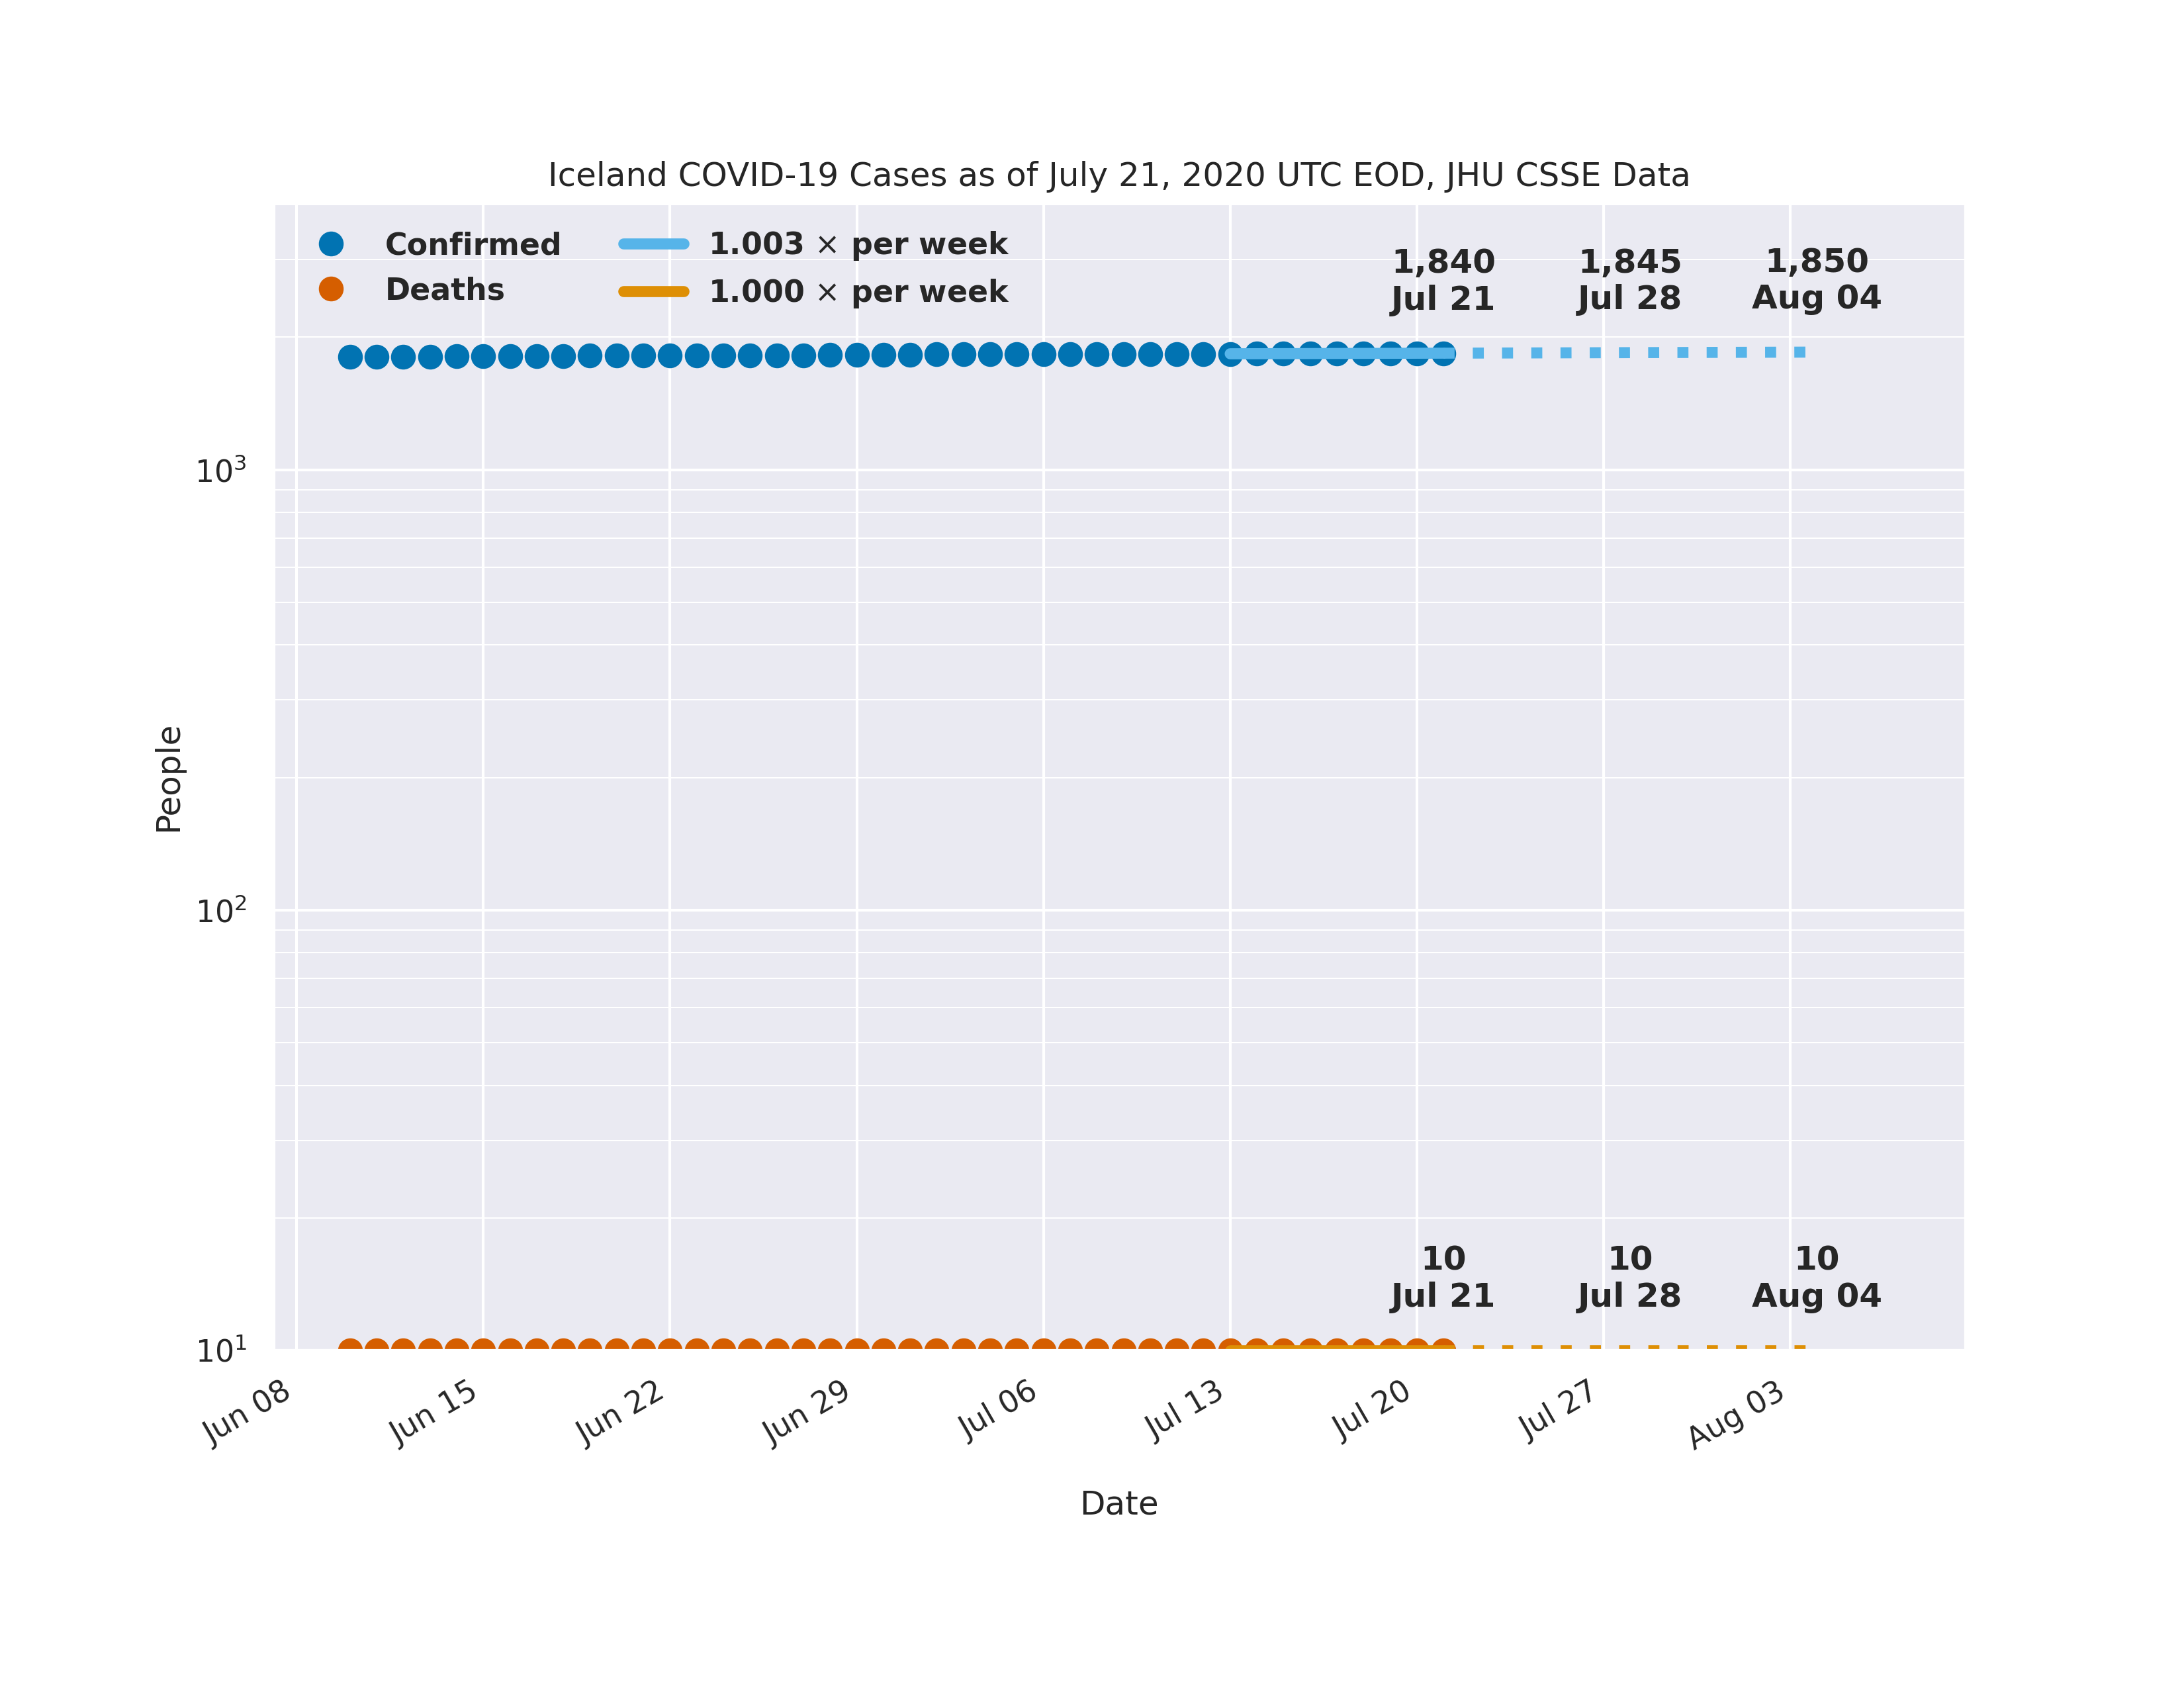 Iceland COVID-19 Cases as of July 21, 2020 UTC EOD, JHU CSSE Data
Confirmed
Deaths
1.003 × per week
1.000 × per week
1,840
Jul 21
1,845
Jul 28
1,850
Aug 04
10³
10²
10¹
People
10
Jul 21
10
Jul 28
10
Aug 04
Jun 08
Jun 15
Jun 22
Jun 29
Jul 06
Jul 13
Jul 20
Jul 27
Aug 03
Date